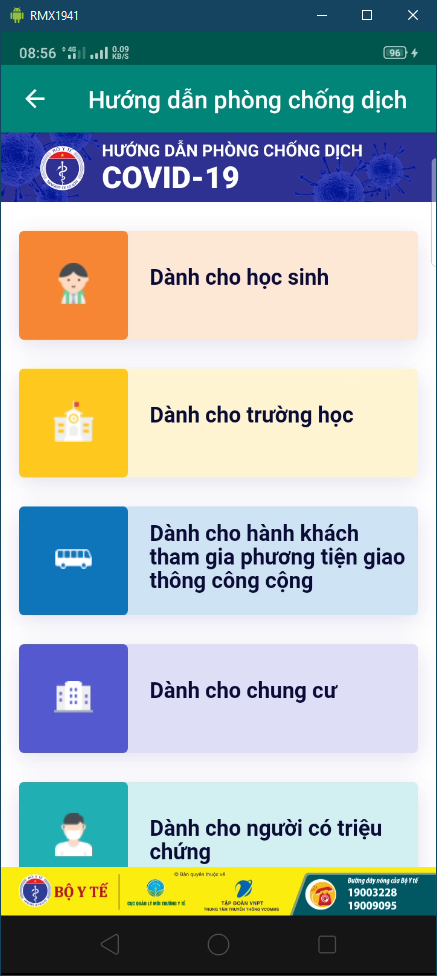 RMX1941
08:56
4G
0.09
KB/S
96
Hướng dẫn phòng chống dịch
BỘ Y TẾ
HƯỚNG DẪN PHÒNG CHỐNG DỊCH
COVID-19
Dành cho học sinh
Dành cho trường học
Dành cho hành khách
tham gia phương tiện giao
thông công cộng
Dành cho chung cư
Dành cho người có triệu
chứng
© Bản quyền thuộc về
BỘ Y TẾ
CỤC QUẢN LÝ MÔI TRƯỜNG Y TẾ
TẬP ĐOÀN VNPT
TRUNG TÂM TRUYỀN THÔNG VCOMMS
Đường dây nóng của Bộ Y tế
19003228
19009095